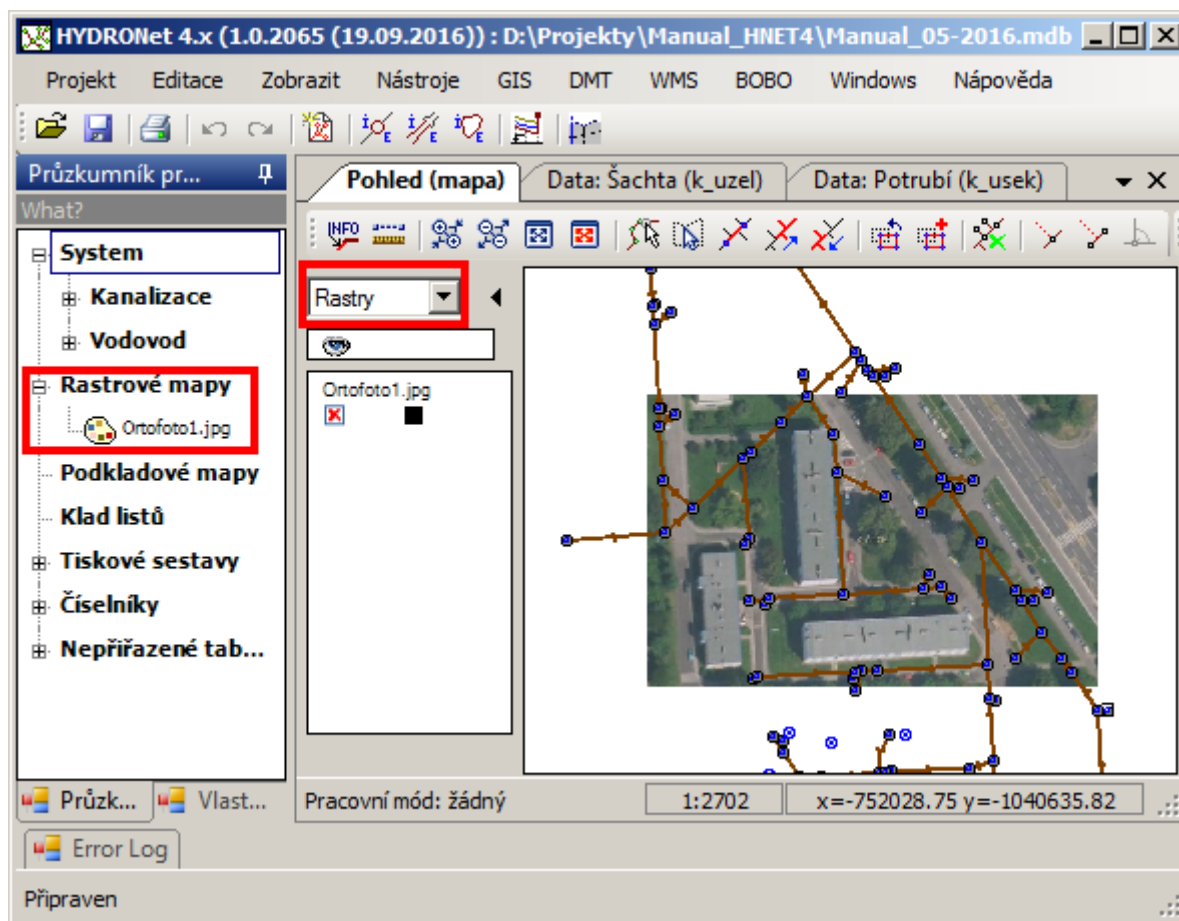 HYDRONet 4.x (1.0.2065 (19.09.2016)) : D:\Projekty\Manual_HNET4\Manual_05-2016.mdb
Projekt Editace Zobrazit Nástroje GIS DMT WMS BOBO Windows Nápověda
Průzkumník pr...
What?
System
Kanalizace
Vodovod
Rastrové mapy
Ortofoto1.jpg
Podkladové mapy
Klad listů
Tiskové sestavy
Číselníky
Nepřiřazené tab...
Průzk... Vlast...
Pohled (mapa) Data: Šachta (k_uzel) Data: Potrubí (k_usek)
INFO
Rastry
Ortofoto1.jpg
Pracovní mód: žádný 1:2702 x=-752028.75 y=-1040635.82
Error Log
Připraven